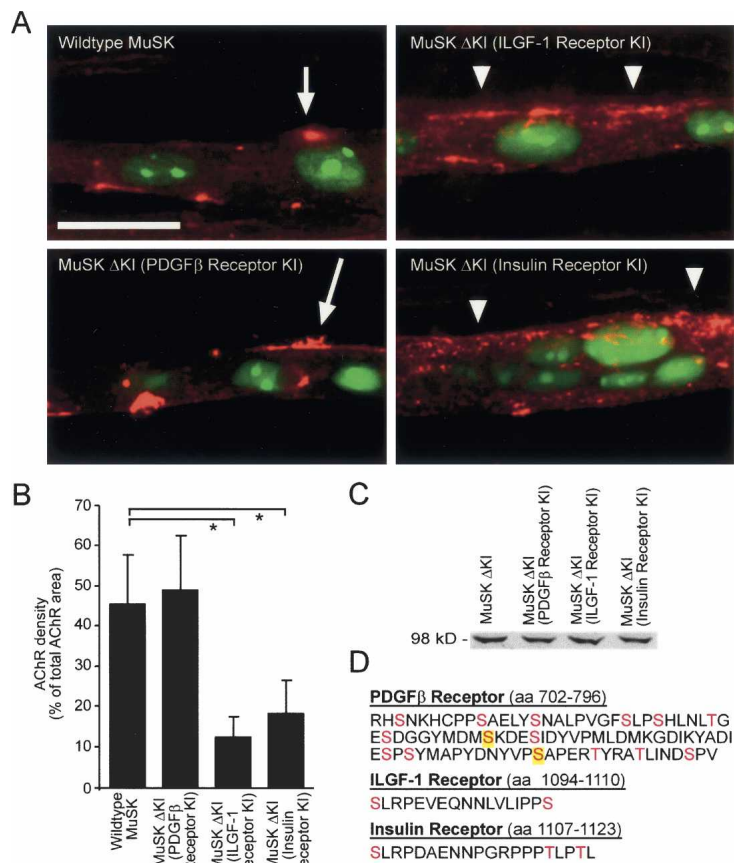 A
Wildtype MuSK
MuSK ΔKI (ILGF-1 Receptor KI)
MuSK ΔKI (PDGFβ Receptor KI)
MuSK ΔKI (Insulin Receptor KI)
B
70
60
50
40
30
20
10
0
AChR density
(% of total AChR area)
*
*
Wildtype
MuSK
MuSK ΔKI
(PDGFβ
eceptor KI)
MuSK ΔKI
(ILGF-1
eceptor KI)
MuSK ΔKI
(Insulin
eceptor KI)
C
MuSK ΔKI
MuSK ΔKI
(PDGFβ Receptor KI)
MuSK ΔKI
(ILGF-1 Receptor KI)
MuSK ΔKI
(Insulin Receptor KI)
98 kD -
D
PDGFβ Receptor (aa 702-796)
RHSNKHCPPSAELYSNALPVGFSLPSHLNLTG
ESDGGYMDMSKDESIDYVPMLDMKGDIKYADI
ESPSYMAPYDNYVPSAPERTYRATLINDSPV
ILGF-1 Receptor (aa 1094-1110)
SLRPEVEQNNLVLIPPS
Insulin Receptor (aa 1107-1123)
SLRPDAENNPGRPPPTLPTL